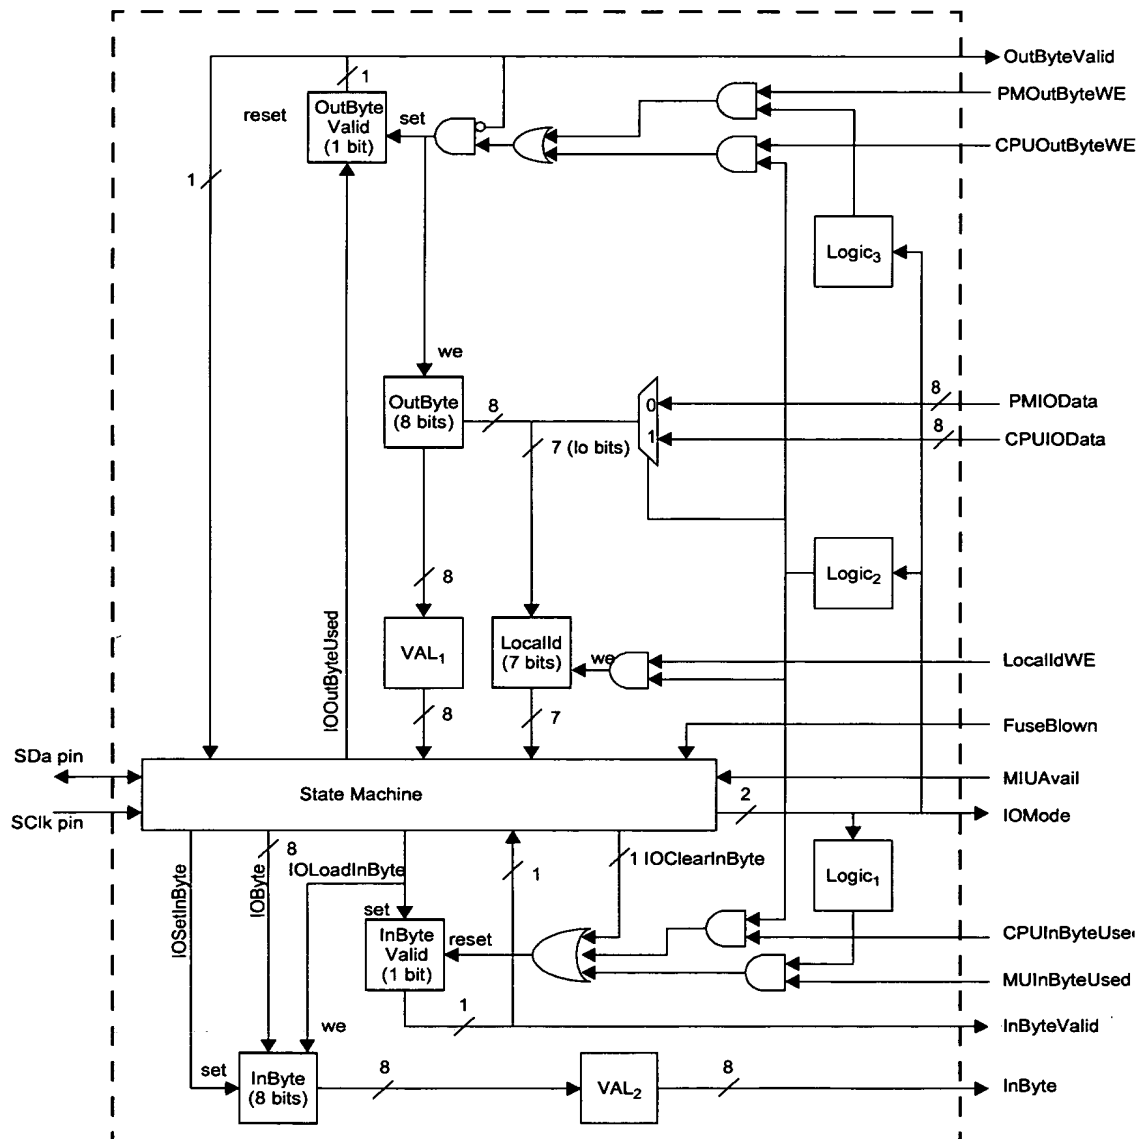 OutByteValid
1
OutByte
Valid
(1 bit)
reset
set
PMOutByteWE
CPUOutByteWE
1
Logic3
we
OutByte
(8 bits)
8
7 (lo bits)
0
1
8
PMIOData
8
CPUIOData
Logic2
8
VAL1
LocalId
(7 bits)
we
LocalIdWE
IOOutByteUsed
8
7
FuseBlown
SDa pin
SClk pin
State Machine
MIUAvail
2
IOMode
IOSetInByte
IOByte
8
IOLoadInByte
1
1 IOClearInByte
Logic1
set
InByte
Valid
(1 bit)
reset
CPUInByteUse
MUInByteUsed
1
InByteValid
we
set
InByte
(8 bits)
8
VAL2
8
InByte